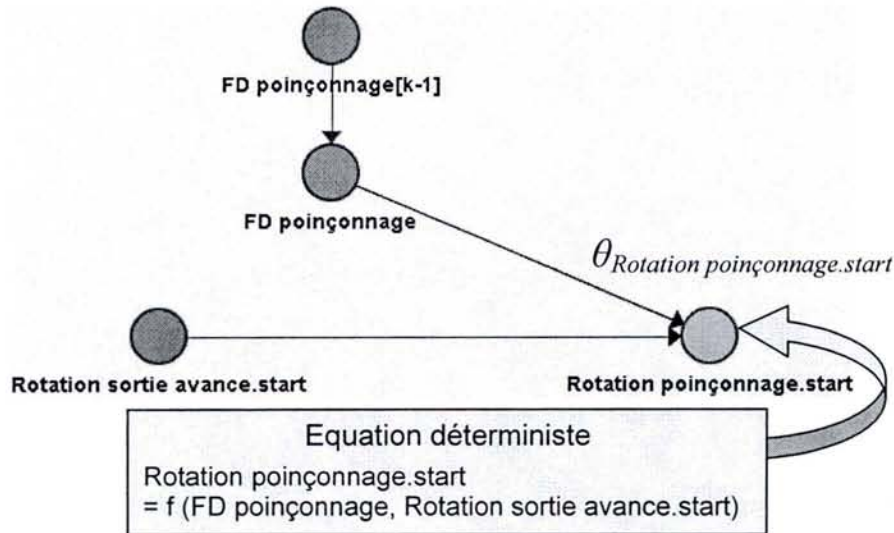 FD poinçonnage[k-1]
FD poinçonnage
θRotation poinçonnage.start
Rotation sortie avance.start
Rotation poinçonnage.start
Equation déterministe
Rotation poinçonnage.start
= f (FD poinçonnage, Rotation sortie avance.start)